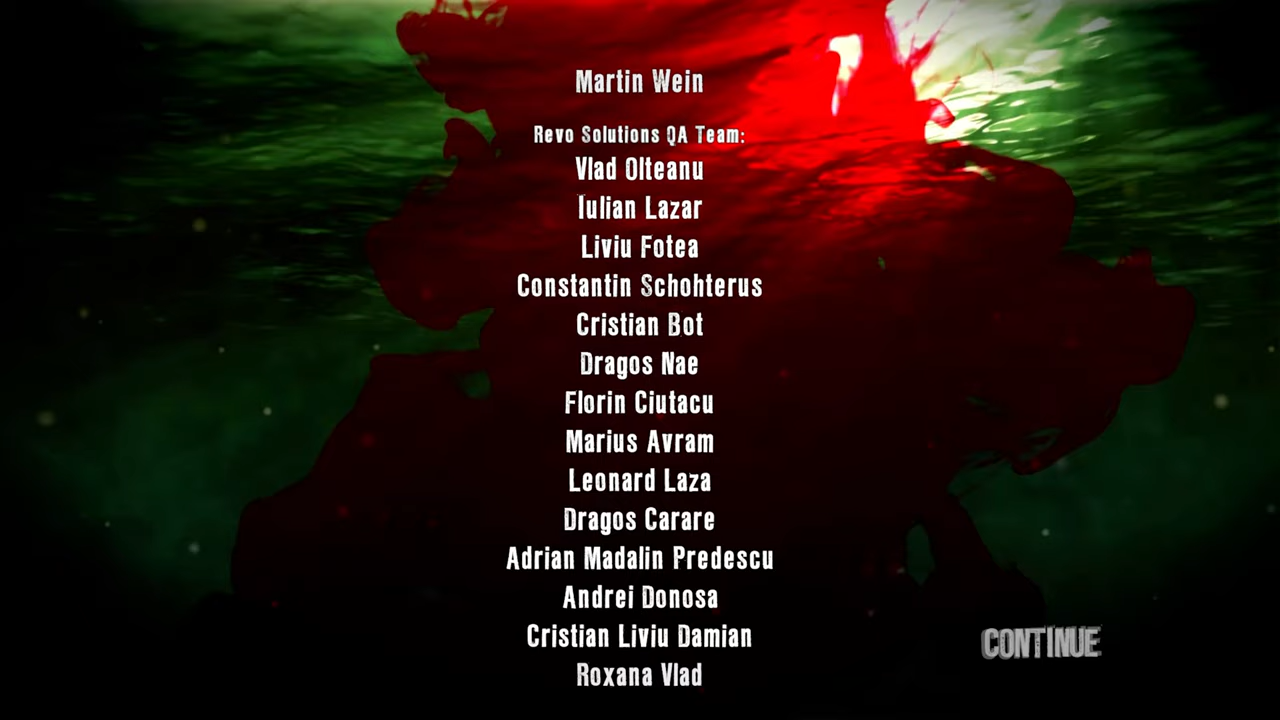 Martin Wein
Revo Solutions QA Team:
Vlad Olteanu
Iulian Lazar
Liviu Fotea
Constantin Schohterus
Cristian Bot
Dragos Nae
Florin Ciutacu
Marius Avram
Leonard Laza
Dragos Carare
Adrian Madalin Predescu
Andrei Donosa
Cristian Liviu Damian
CONTINUE
Roxana Vlad